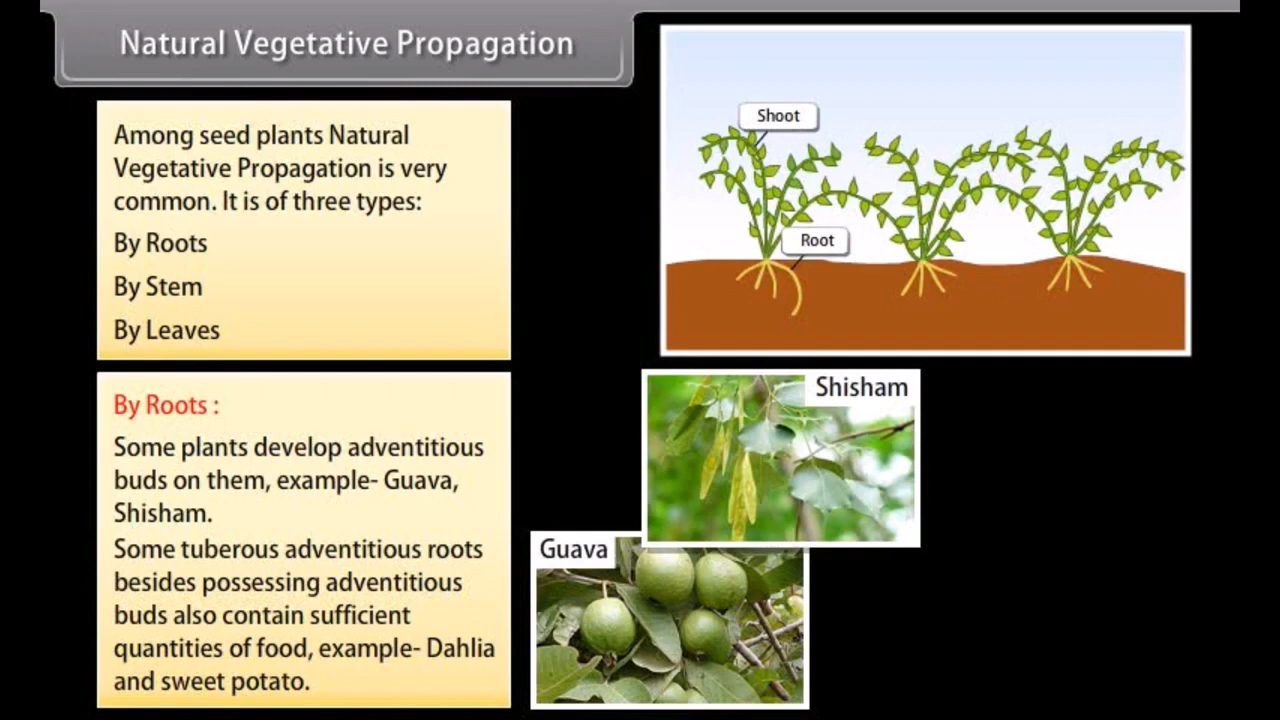 Natural Vegetative Propagation
Among seed plants Natural
Vegetative Propagation is very
common. It is of three types:
By Roots
By Stem
By Leaves
Shoot
Root
By Roots :
Some plants develop adventitious
buds on them, example- Guava,
Shisham.
Some tuberous adventitious roots
besides possessing adventitious
buds also contain sufficient
quantities of food, example- Dahlia
and sweet potato.
Shisham
Guava